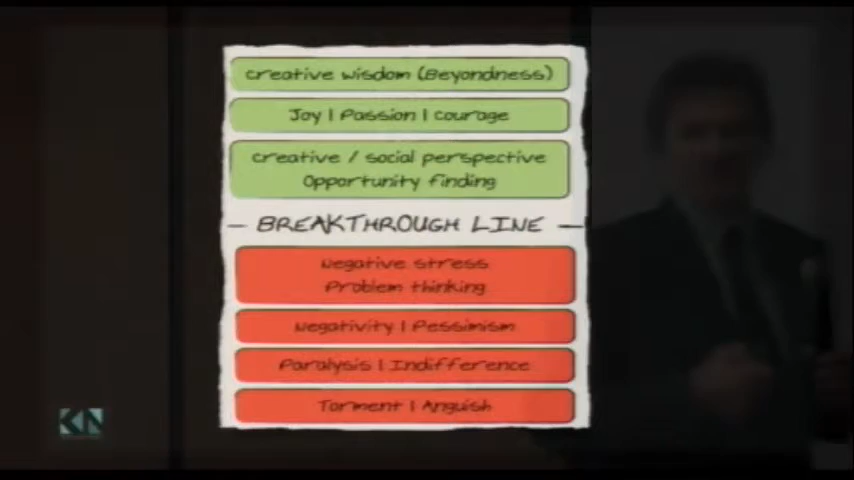 creative wisdom (Beyondness)
Joy | Passion | courage
creative / social perspective
Opportunity finding
— BREAKTHROUGH LINE —
Negative stress
Problem thinking
Negativity | Pessimism
Paralysis | Indifference
Torment | Anguish
KN